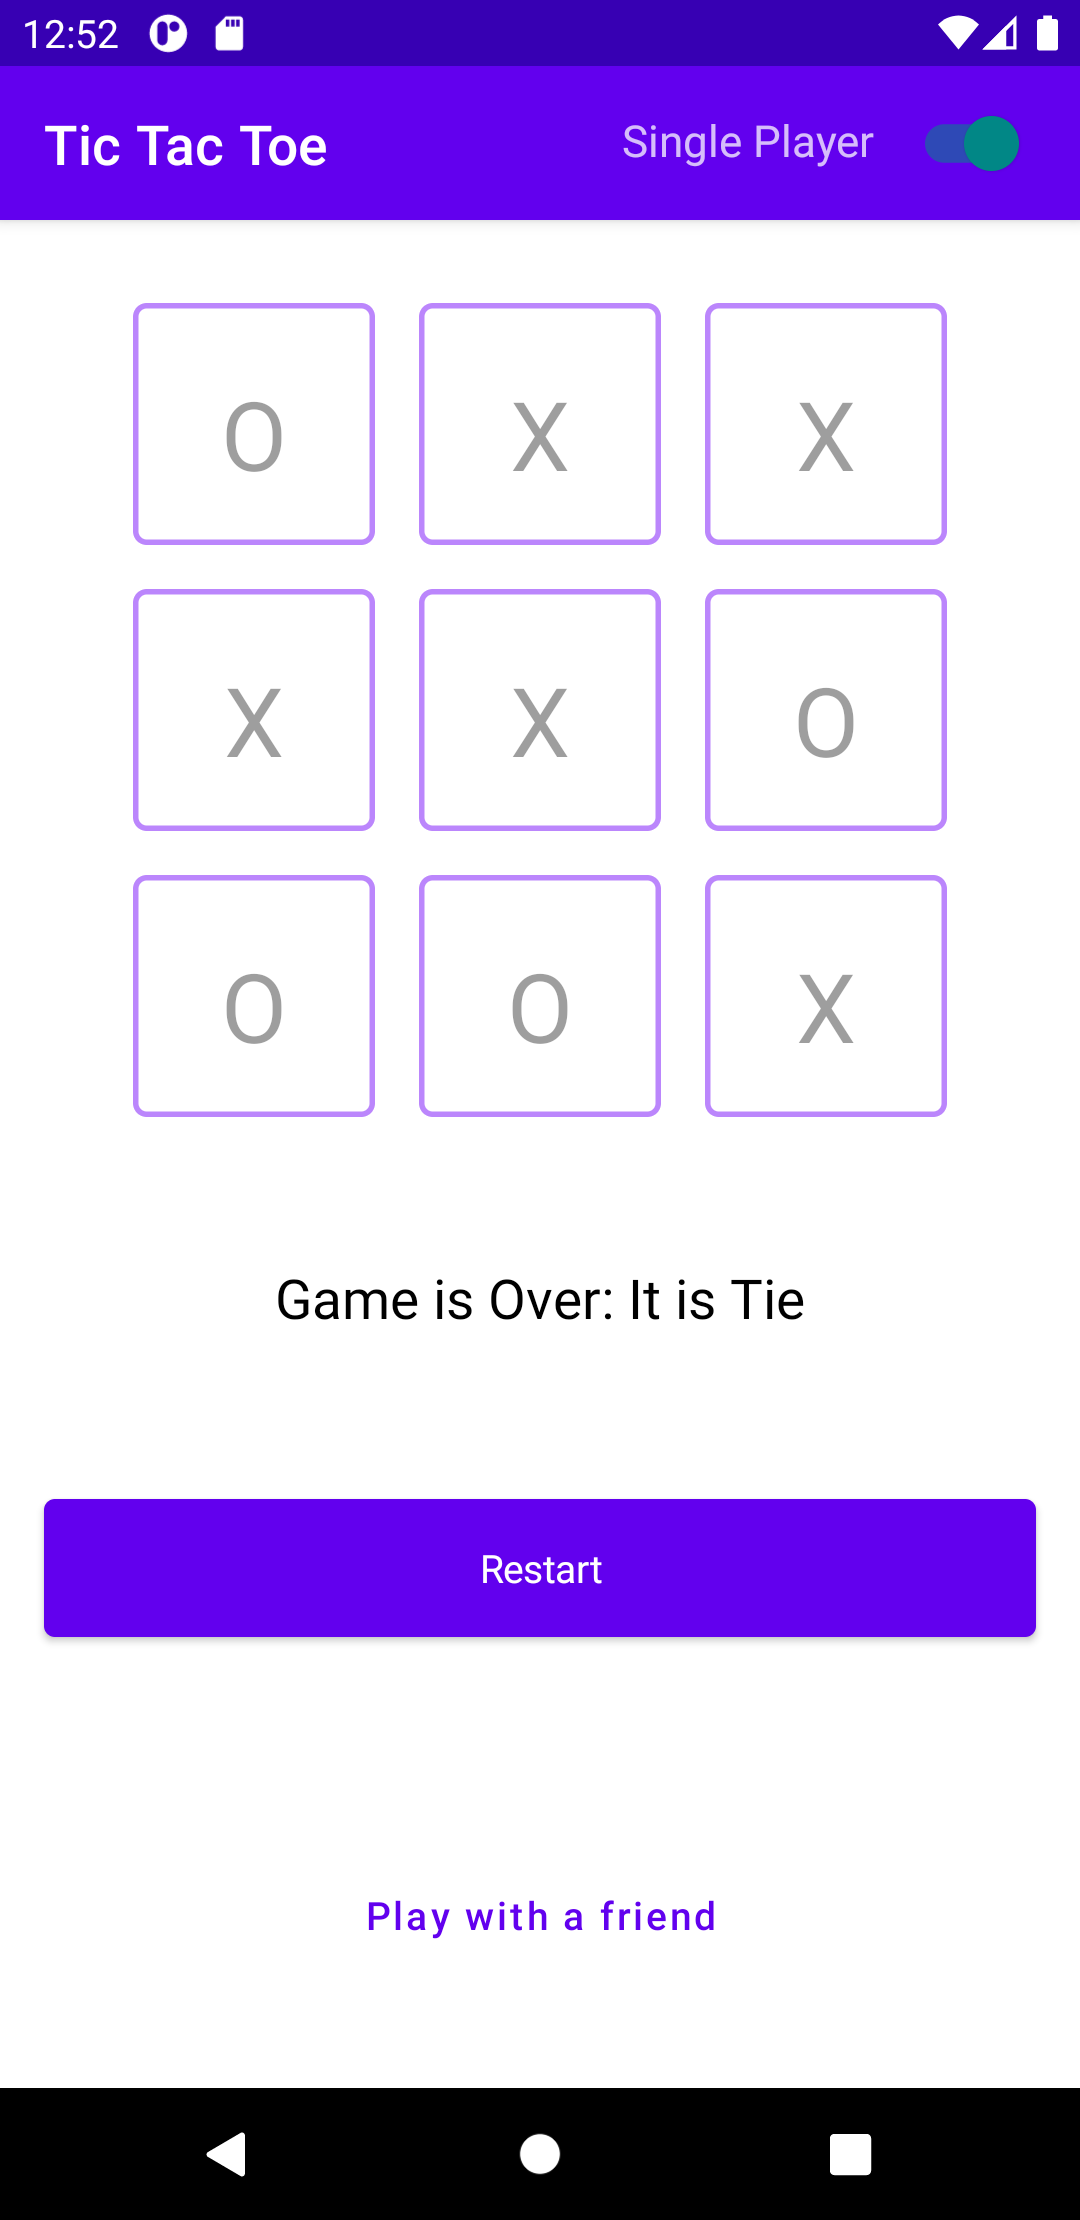 12:52
Tic Tac Toe Single Player
O X X
X X O
O O X
Game is Over: It is Tie
Restart
Play with a friend